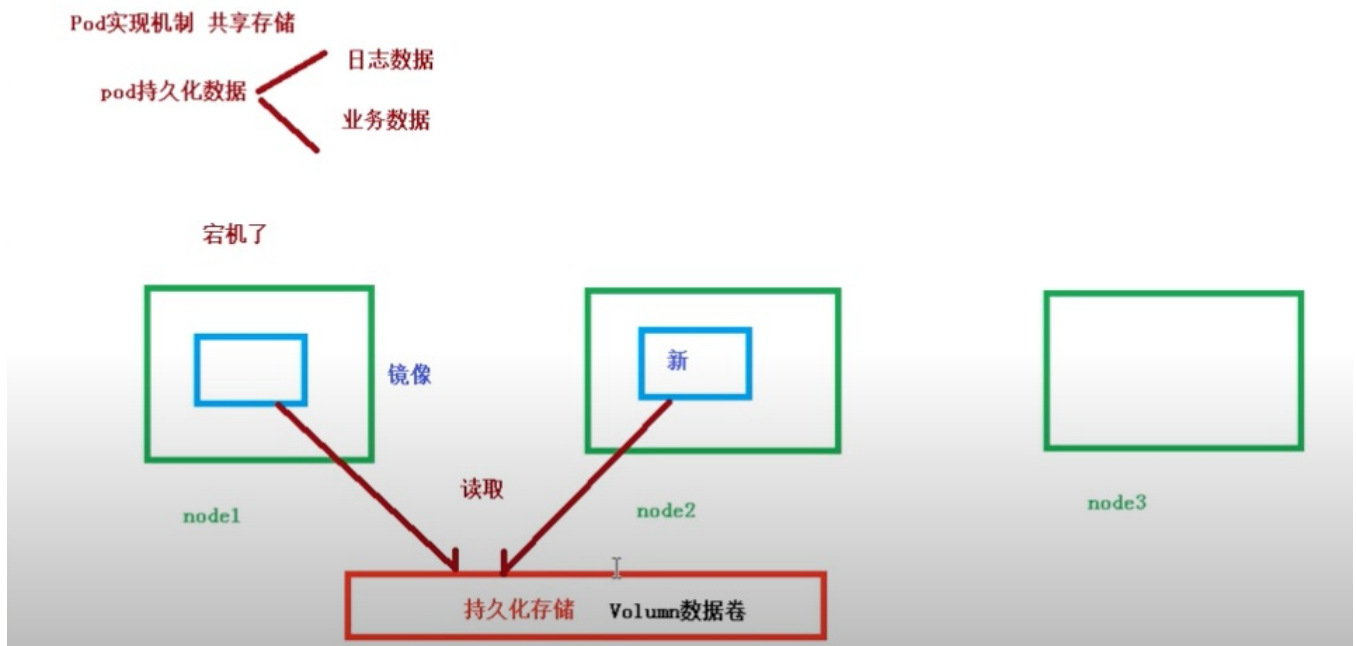 Pod实现机制 共享存储
日志数据
pod持久化数据
业务数据
宕机了
新
镜像
读取
node1
node2
node3
持久化存储 Volumn数据卷